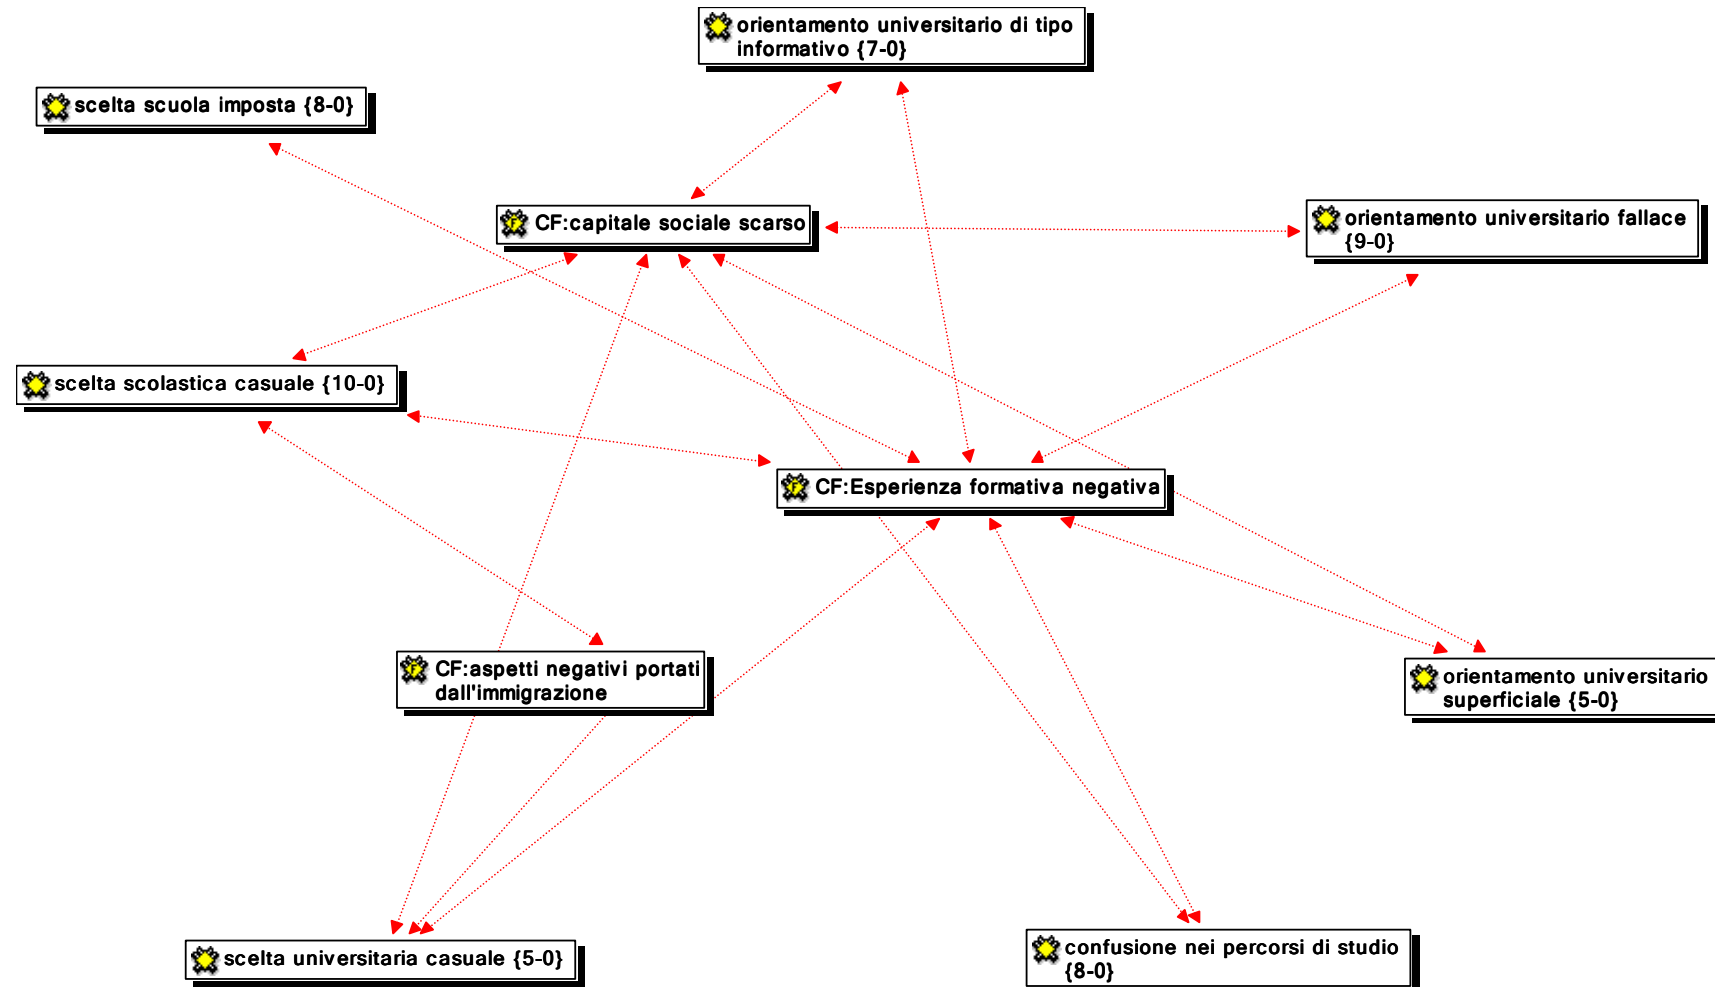 orientamento universitario di tipo
informativo {7-0}
scelta scuola imposta {8-0}
CF:capitale sociale scarso
orientamento universitario fallace
{9-0}
scelta scolastica casuale {10-0}
CF:Esperienza formativa negativa
CF:aspetti negativi portati
dall'immigrazione
orientamento universitario
superficiale {5-0}
scelta universitaria casuale {5-0}
confusione nei percorsi di studio
{8-0}